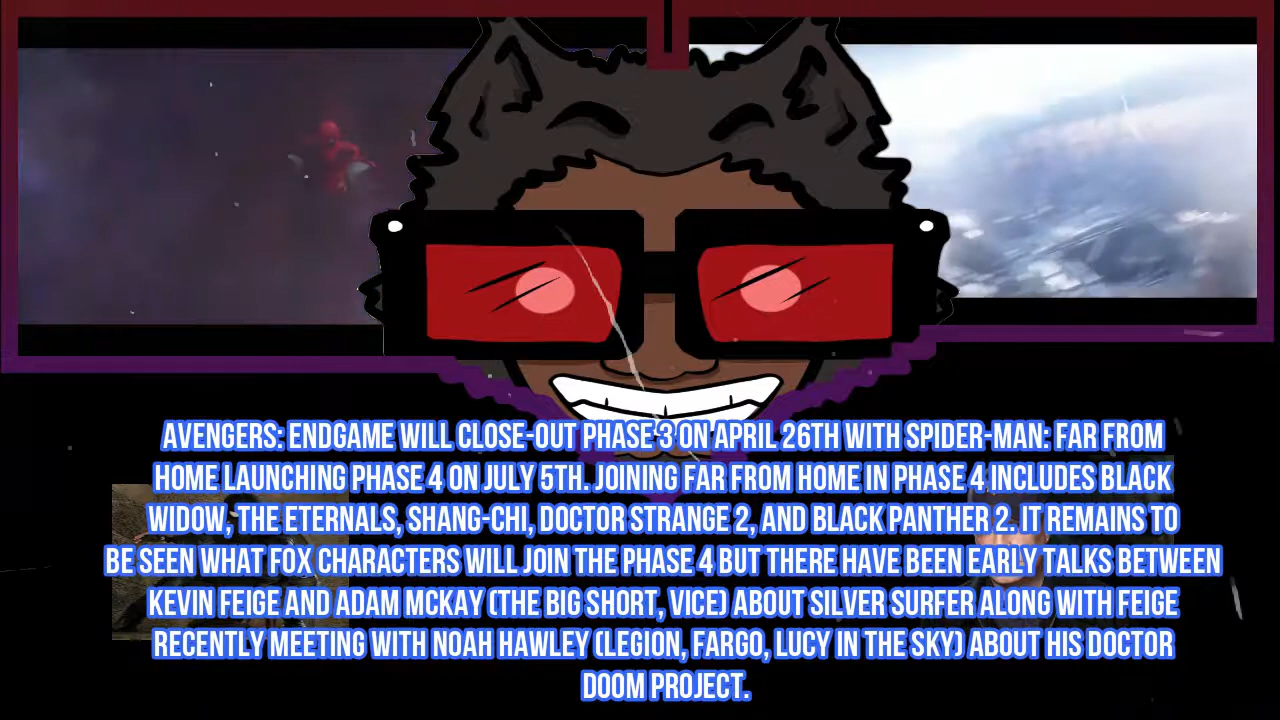 AVENGERS: ENDGAME WILL CLOSE-OUT PHASE 3 ON APRIL 26TH WITH SPIDER-MAN: FAR FROM
HOME LAUNCHING PHASE 4 ON JULY 5TH. JOINING FAR FROM HOME IN PHASE 4 INCLUDES BLACK
WIDOW, THE ETERNALS, SHANG-CHI, DOCTOR STRANGE 2, AND BLACK PANTHER 2. IT REMAINS TO
BE SEEN WHAT FOX CHARACTERS WILL JOIN THE PHASE 4 BUT THERE HAVE BEEN EARLY TALKS BETWEEN
KEVIN FEIGE AND ADAM MCKAY (THE BIG SHORT, VICE) ABOUT SILVER SURFER ALONG WITH FEIGE
RECENTLY MEETING WITH NOAH HAWLEY (LEGION, FARGO, LUCY IN THE SKY) ABOUT HIS DOCTOR
DOOM PROJECT.